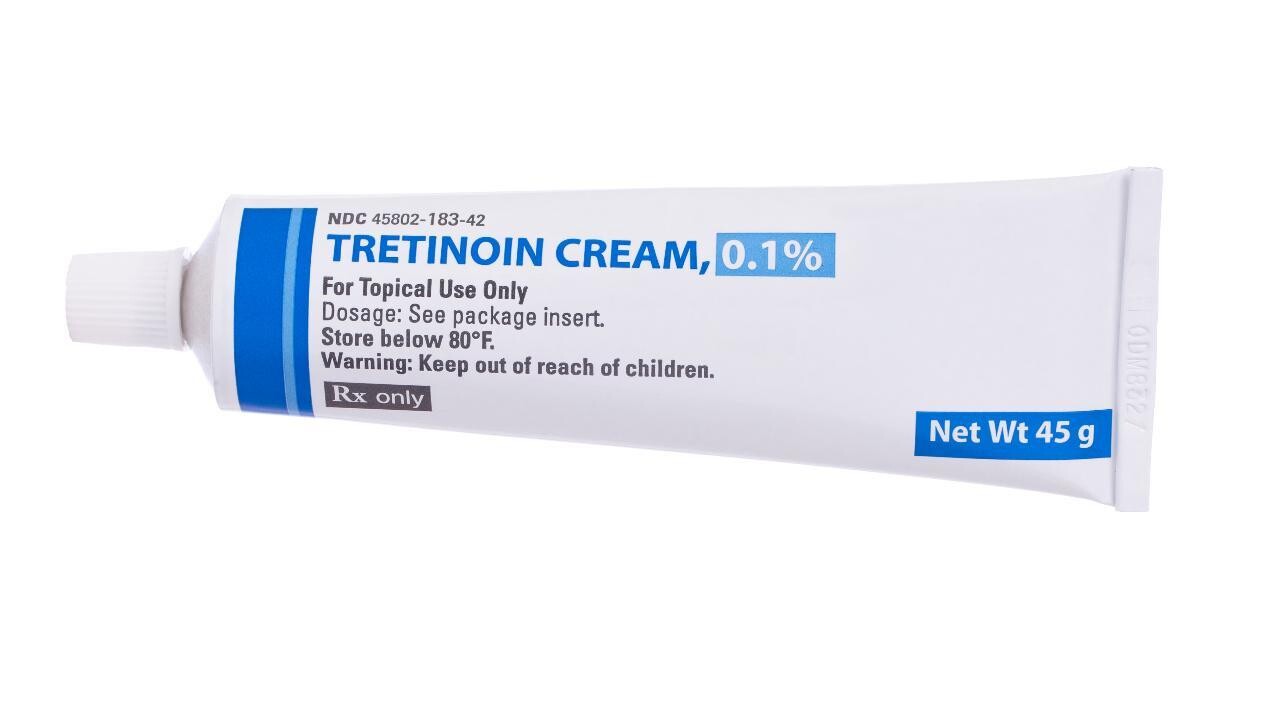 NDC 45802-183-42
TRETINOIN CREAM, 0.1%
For Topical Use Only
Dosage: See package insert.
Store below 80°F.
Warning: Keep out of reach of children.
Rx only
Net Wt 45 g